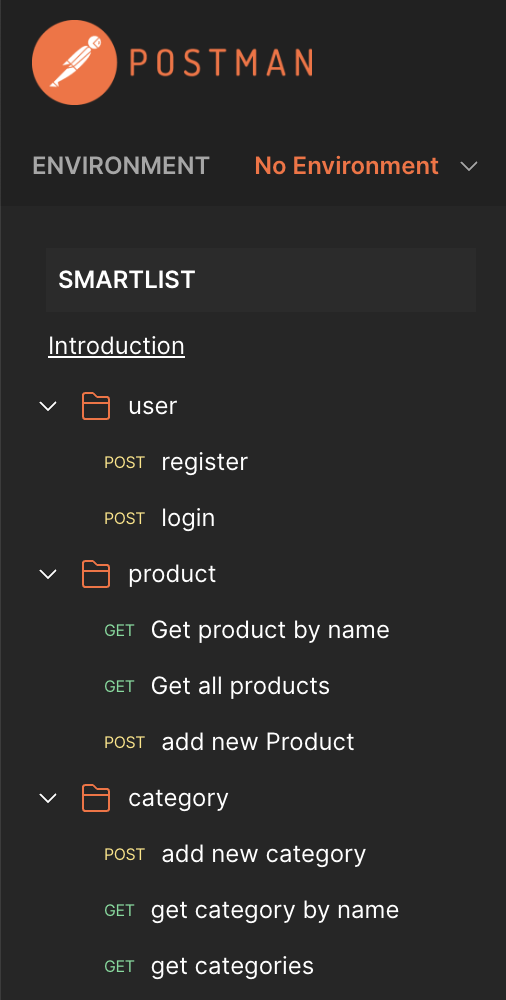 POSTMAN
ENVIRONMENT No Environment
SMARTLIST
Introduction
user
POST register
POST login
product
GET Get product by name
GET Get all products
POST add new Product
category
POST add new category
GET get category by name
GET get categories